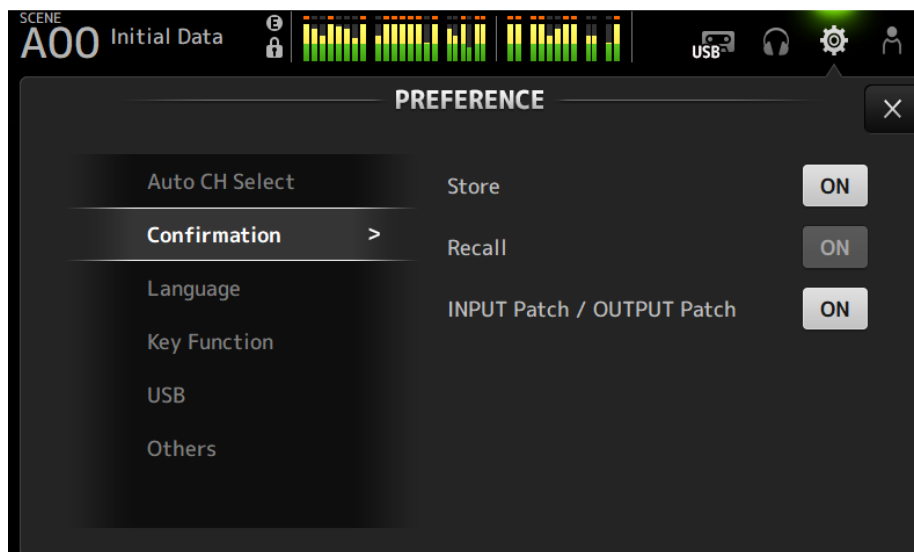 SCENE
A00 Initial Data E
USB
PREFERENCE
Auto CH Select
Store ON
Confirmation >
Recall ON
Language
INPUT Patch / OUTPUT Patch ON
Key Function
USB
Others